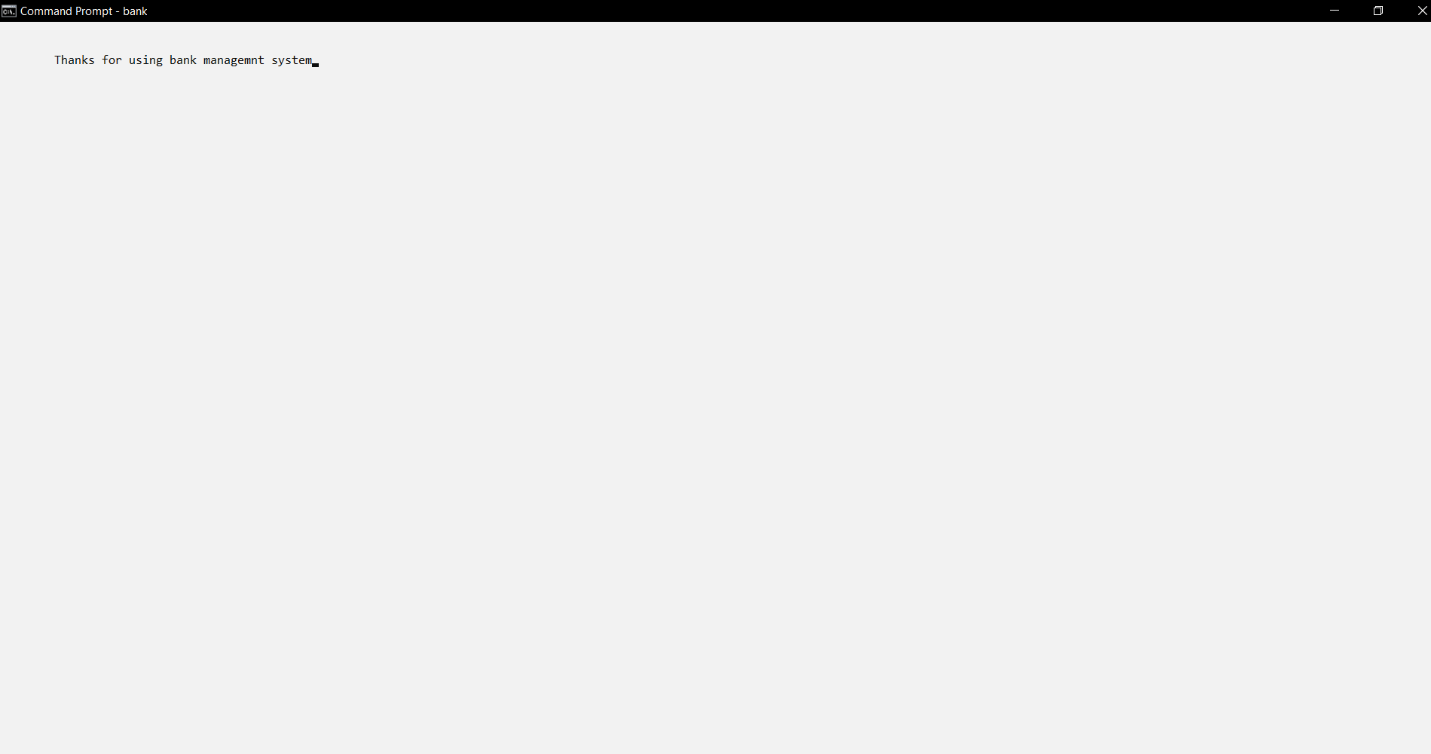 Command Prompt - bank
Thanks for using bank managemnt system